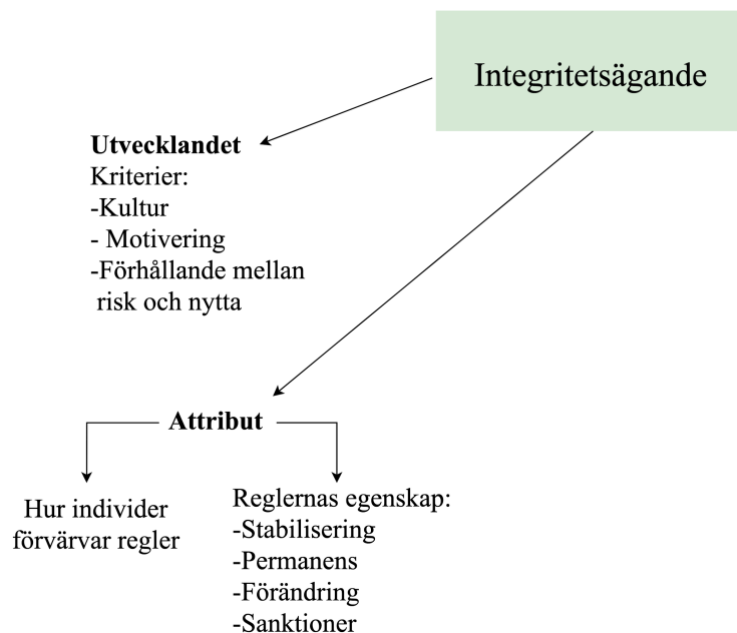 Integritetsägande
Utvecklandet
Kriterier:
-Kultur
- Motivering
-Förhållande mellan
risk och nytta
Attribut
Hur individer
förvärvar regler
Reglernas egenskap:
-Stabilisering
-Permanens
-Förändring
-Sanktioner